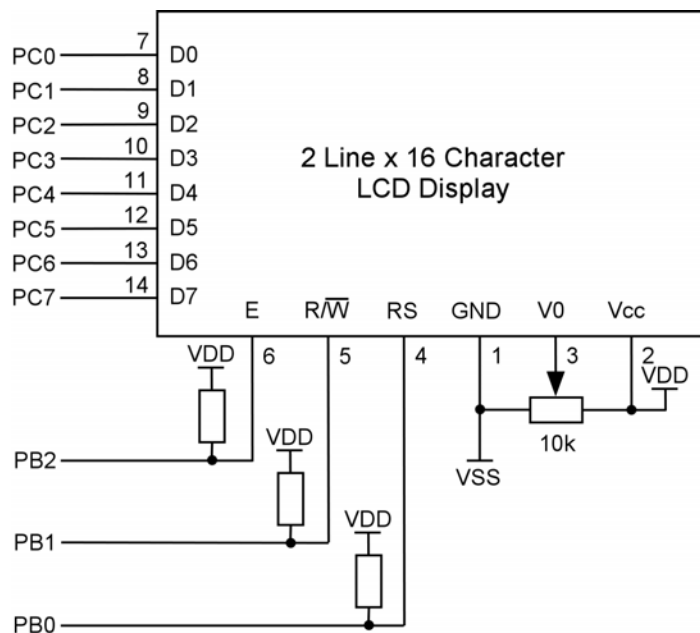 PC0 7 D0
PC1 8 D1
PC2 9 D2
PC3 10 D3
2 Line x 16 Character
PC4 11 D4
LCD Display
PC5 12 D5
PC6 13 D6
PC7 14 D7
E R/W̅ RS GND V0 Vcc
6 5 4 1 3 2
VDD VDD
10k
VDD
PB2
VSS
VDD
PB1
PB0